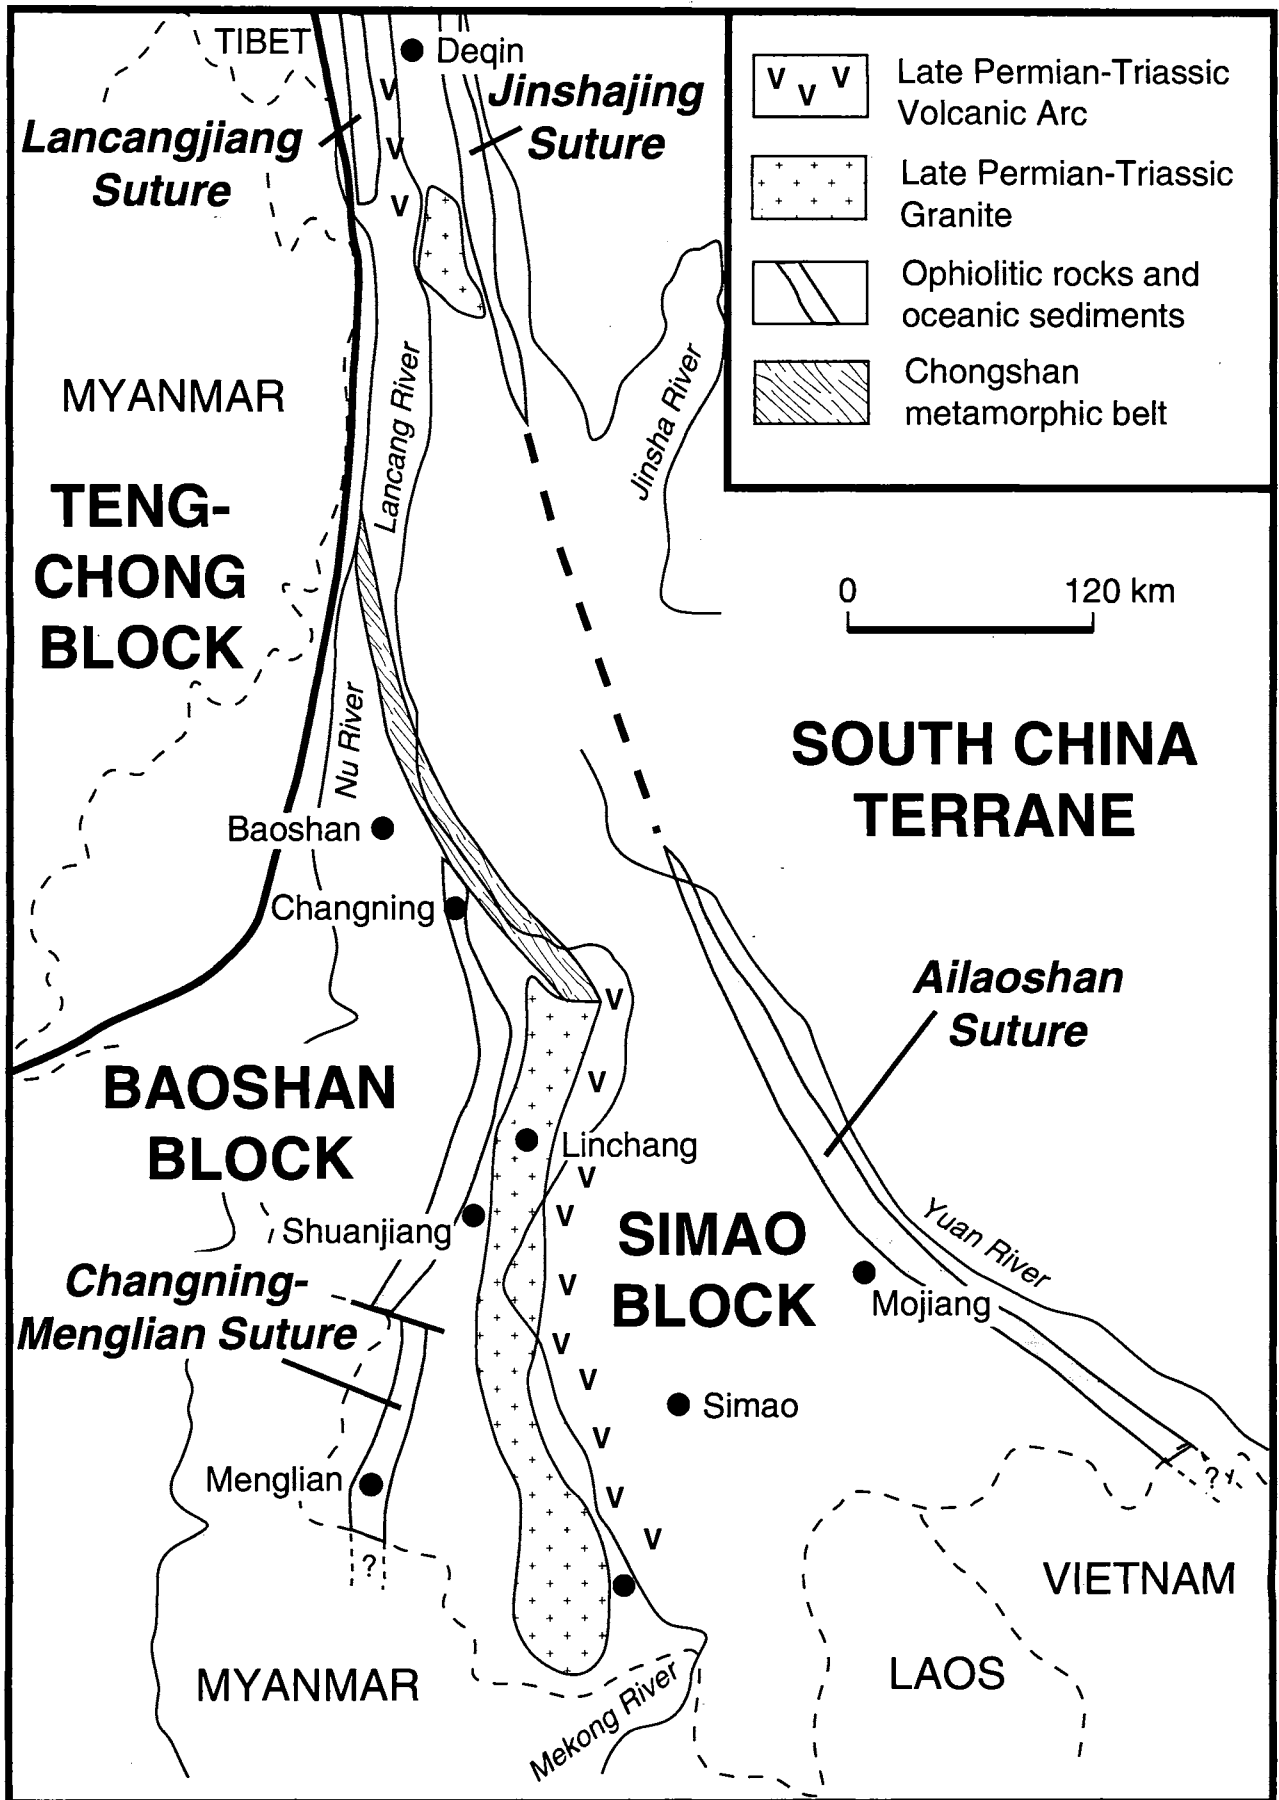 TIBET
Deqin
Jinshajing
Suture
Lancangjiang
Suture
V V V
Late Permian-Triassic
Volcanic Arc
Late Permian-Triassic
Granite
Ophiolitic rocks and
oceanic sediments
Chongshan
metamorphic belt
V
V
V
MYANMAR
Lancang River
Jinsha River
TENG-
CHONG
BLOCK
0 120 km
Nu River
SOUTH CHINA
TERRANE
Baoshan
Changning
Ailaoshan
Suture
V
V
BAOSHAN
BLOCK
Linchang
V
V
Shuanjiang
SIMAO
BLOCK
Yuan River
Changning-
Menglian Suture
V
Mojiang
V
V
Simao
V
Menglian
V
V
?
?
VIETNAM
MYANMAR
LAOS
Mekong River